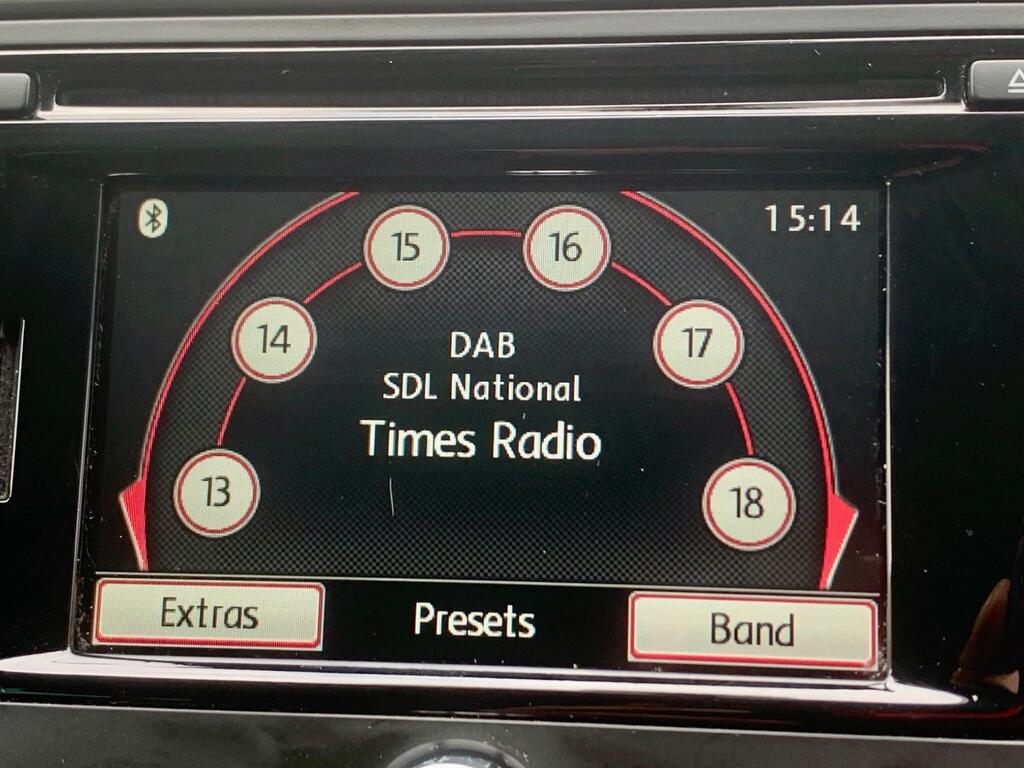 15:14
15
16
14
17
DAB
SDL National
Times Radio
13
18
Extras
Presets
Band